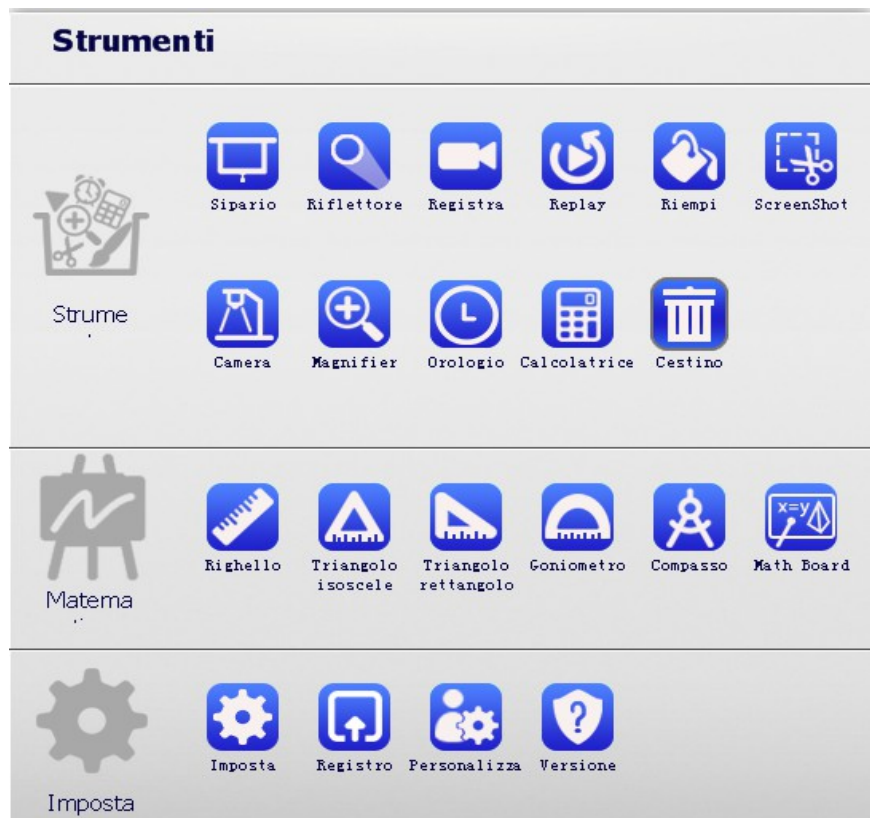 Strumenti
Sipario Riflettore Registra Replay Riempi ScreenShot
Strume
Camera Magnifier Orologio Calcolatrice Cestino
Righello Triangolo isoscele Triangolo rettangolo Goniometro Compasso Math Board
x=y
Matema
Imposta Registro Personalizza Versione
?
Imposta